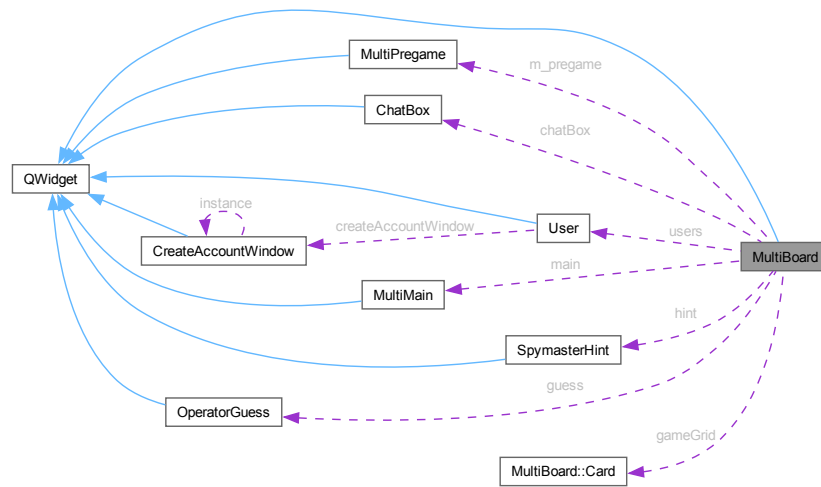 MultiPregame
m_pregame
ChatBox
chatBox
QWidget
instance
createAccountWindow
User
users
CreateAccountWindow
MultiBoard
main
MultiMain
hint
SpymasterHint
guess
OperatorGuess
gameGrid
MultiBoard::Card